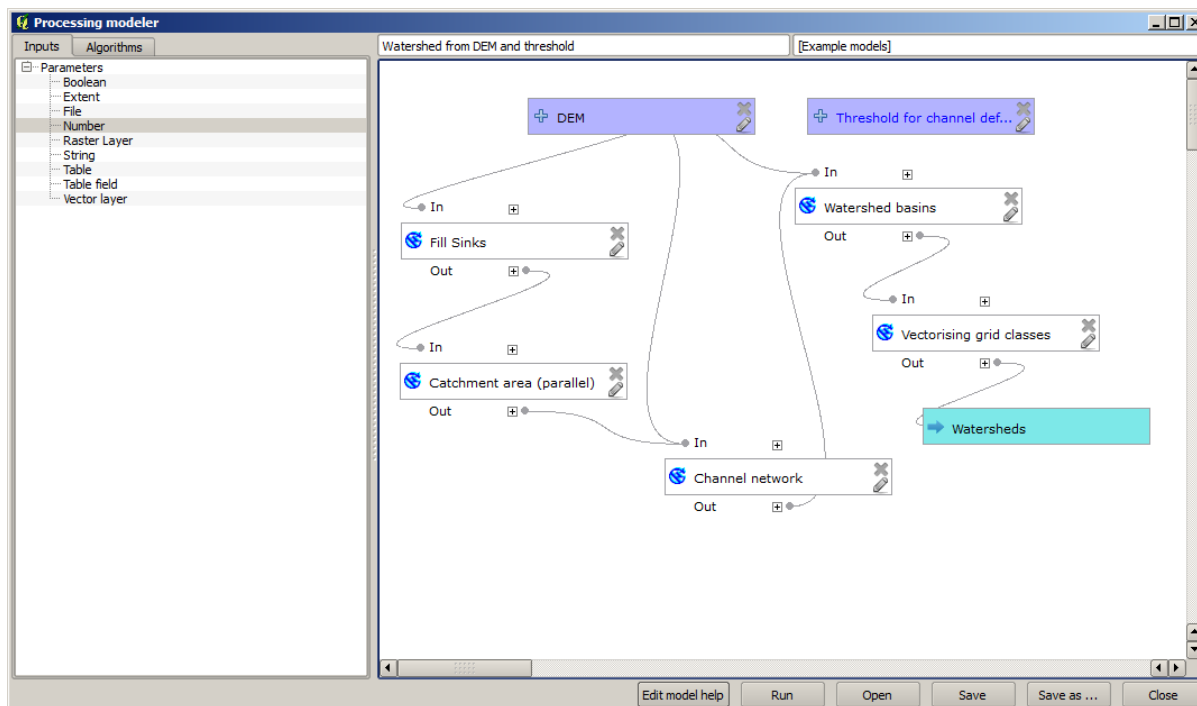 Processing modeler
Inputs
Algorithms
Parameters
Boolean
Extent
File
Number
Raster Layer
String
Table
Table field
Vector layer
Watershed from DEM and threshold
[Example models]
DEM
Threshold for channel def...
In
Fill Sinks
Out
In
Catchment area (parallel)
Out
In
Channel network
Out
In
Watershed basins
Out
In
Vectorising grid classes
Out
Watersheds
Edit model help
Run
Open
Save
Save as ...
Close